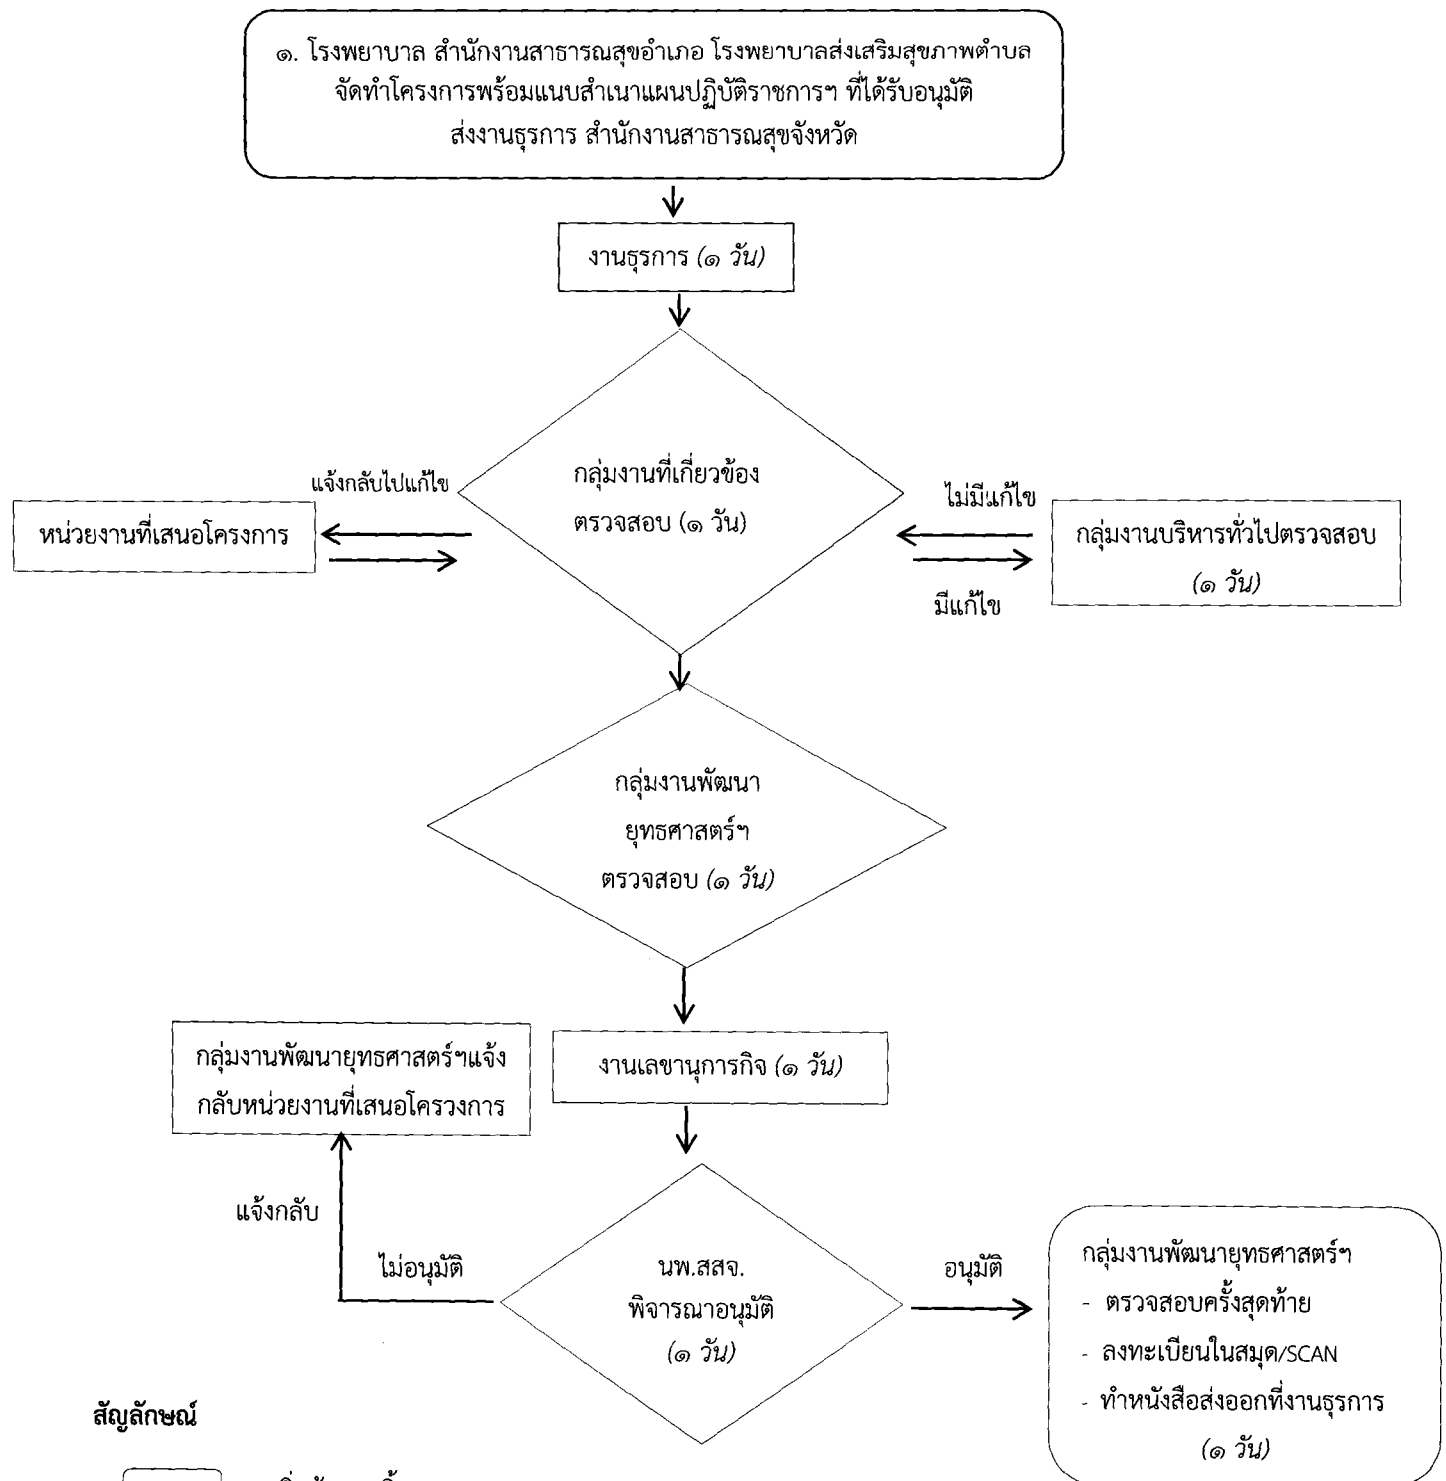 ๑. โรงพยาบาล สำนักงานสาธารณสุขอำเภอ โรงพยาบาลส่งเสริมสุขภาพตำบล
จัดทำโครงการพร้อมแนบสำเนาแผนปฏิบัติราชการฯ ที่ได้รับอนุมัติ
ส่งงานธุรการ สำนักงานสาธารณสุขจังหวัด
งานธุรการ (๑ วัน)
กลุ่มงานที่เกี่ยวข้อง
ตรวจสอบ (๑ วัน)
แจ้งกลับไปแก้ไข
หน่วยงานที่เสนอโครงการ
ไม่มีแก้ไข
มีแก้ไข
กลุ่มงานบริหารทั่วไปตรวจสอบ
(๑ วัน)
กลุ่มงานพัฒนา
ยุทธศาสตร์ฯ
ตรวจสอบ (๑ วัน)
กลุ่มงานพัฒนายุทธศาสตร์ฯแจ้ง
กลับหน่วยงานที่เสนอโครวงการ
งานเลขานุการกิจ (๑ วัน)
แจ้งกลับ
ไม่อนุมัติ
นพ.สสจ.
พิจารณาอนุมัติ
(๑ วัน)
อนุมัติ
กลุ่มงานพัฒนายุทธศาสตร์ฯ
- ตรวจสอบครั้งสุดท้าย
- ลงทะเบียนในสมุด/SCAN
- ทำหนังสือส่งออกที่งานธุรการ
(๑ วัน)
สัญลักษณ์